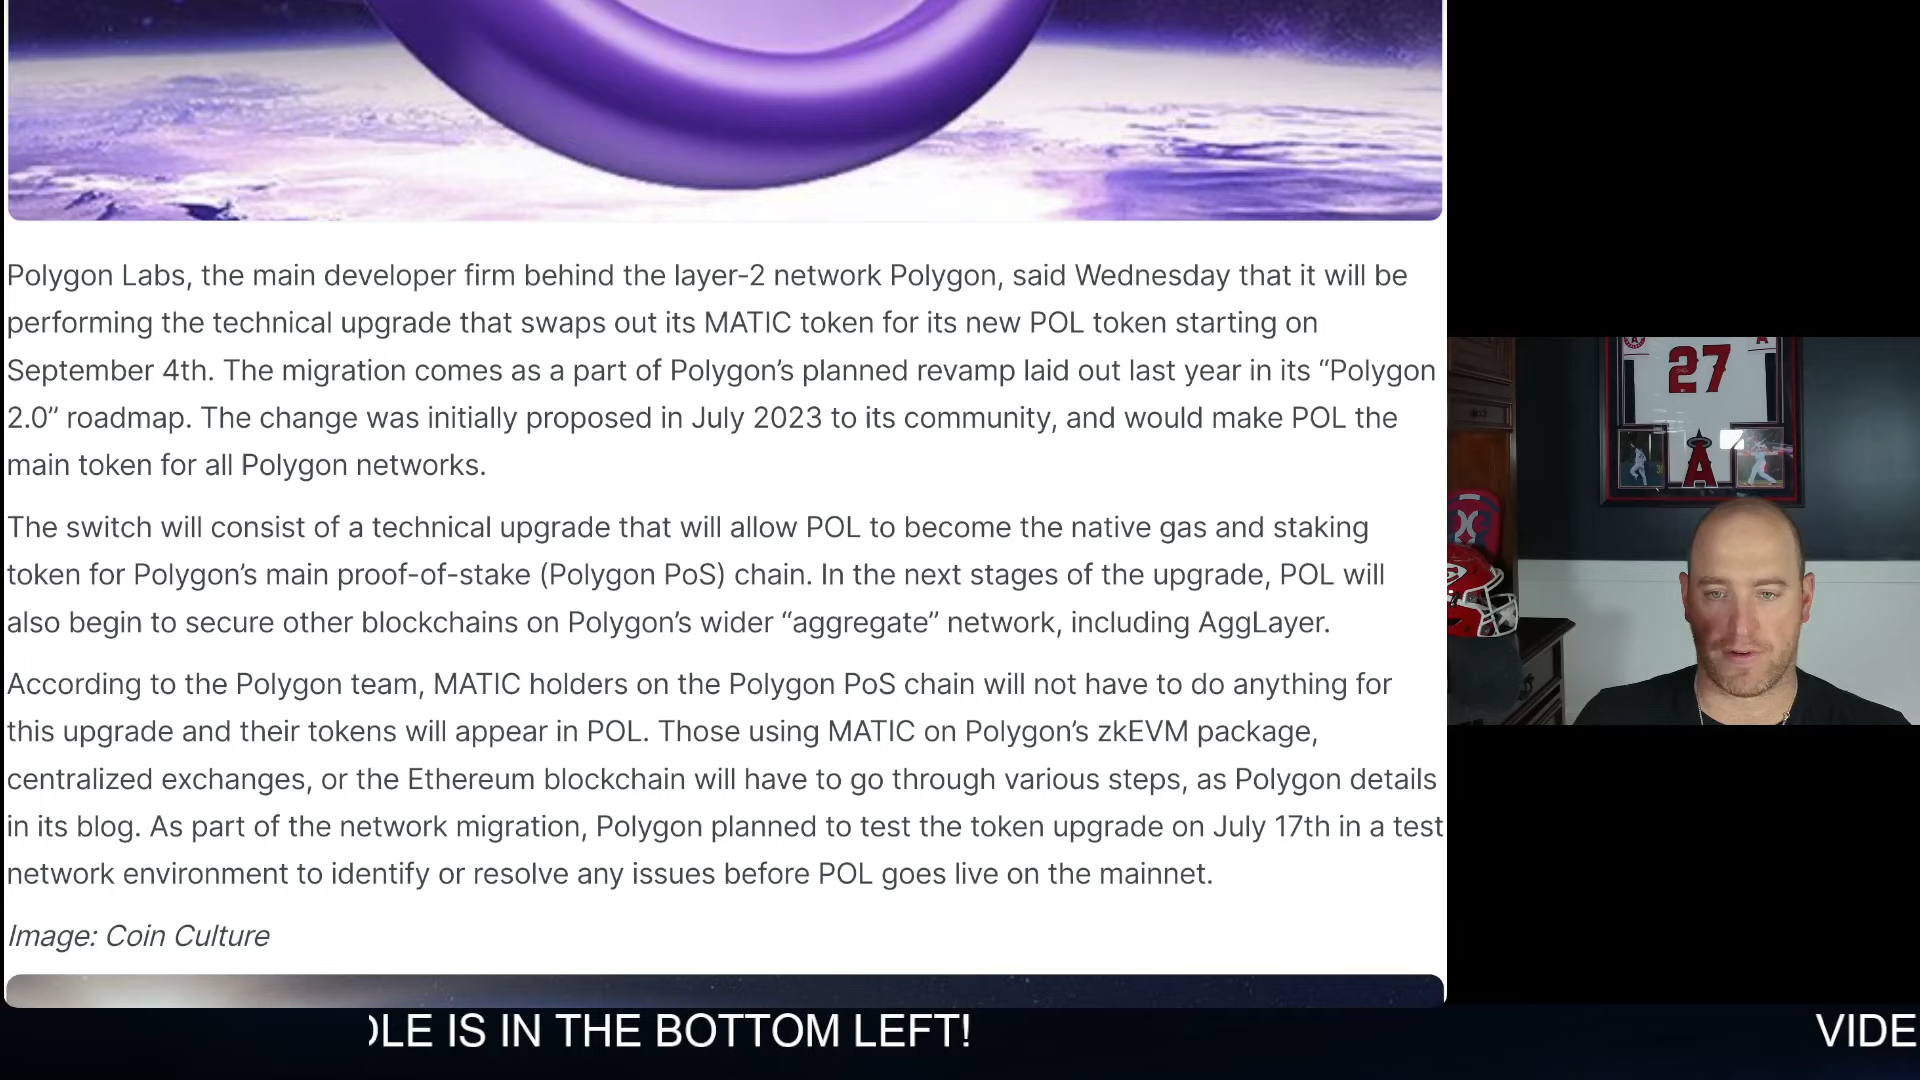 Polygon Labs, the main developer firm behind the layer-2 network Polygon, said Wednesday that it will be
performing the technical upgrade that swaps out its MATIC token for its new POL token starting on
September 4th. The migration comes as a part of Polygon’s planned revamp laid out last year in its “Polygon
2.0” roadmap. The change was initially proposed in July 2023 to its community, and would make POL the
main token for all Polygon networks.
The switch will consist of a technical upgrade that will allow POL to become the native gas and staking
token for Polygon’s main proof-of-stake (Polygon PoS) chain. In the next stages of the upgrade, POL will
also begin to secure other blockchains on Polygon’s wider “aggregate” network, including AggLayer.
According to the Polygon team, MATIC holders on the Polygon PoS chain will not have to do anything for
this upgrade and their tokens will appear in POL. Those using MATIC on Polygon’s zkEVM package,
centralized exchanges, or the Ethereum blockchain will have to go through various steps, as Polygon details
in its blog. As part of the network migration, Polygon planned to test the token upgrade on July 17th in a test
network environment to identify or resolve any issues before POL goes live on the mainnet.
Image: Coin Culture
27
A
IS IN THE BOTTOM LEFT!
VIDE